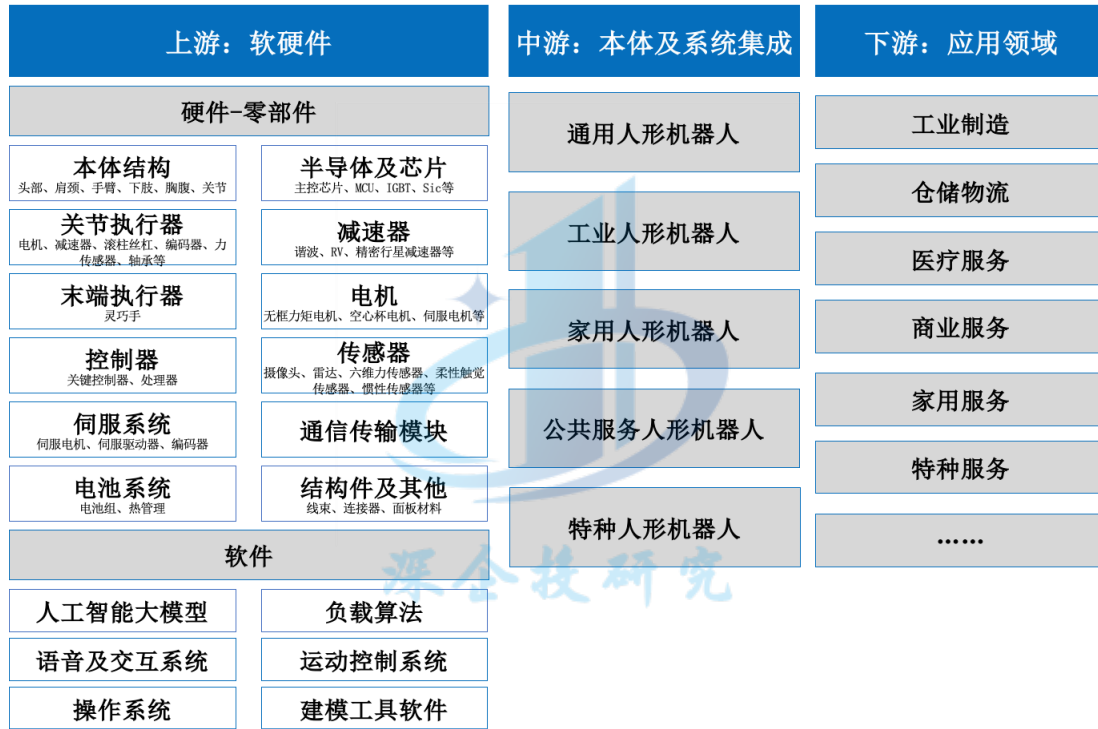 上游：软硬件
硬件-零部件
本体结构
头部、肩颈、手臂、下肢、胸腹、关节
半导体及芯片
主控芯片、MCU、IGBT、Sic等
关节执行器
电机、减速器、滚柱丝杠、编码器、力
传感器、轴承等
减速器
谐波、RV、精密行星减速器等
末端执行器
灵巧手
电机
无框力矩电机、空心杯电机、伺服电机等
控制器
关键控制器、处理器
传感器
摄像头、雷达、六维力传感器、柔性触觉
传感器、惯性传感器等
伺服系统
伺服电机、伺服驱动器、编码器
通信传输模块
电池系统
电池组、热管理
结构件及其他
线束、连接器、面板材料
软件
人工智能大模型
负载算法
语音及交互系统
运动控制系统
操作系统
建模工具软件
中游：本体及系统集成
通用人形机器人
工业人形机器人
家用人形机器人
公共服务人形机器人
特种人形机器人
下游：应用领域
工业制造
仓储物流
医疗服务
商业服务
家用服务
特种服务
……
深企投研究